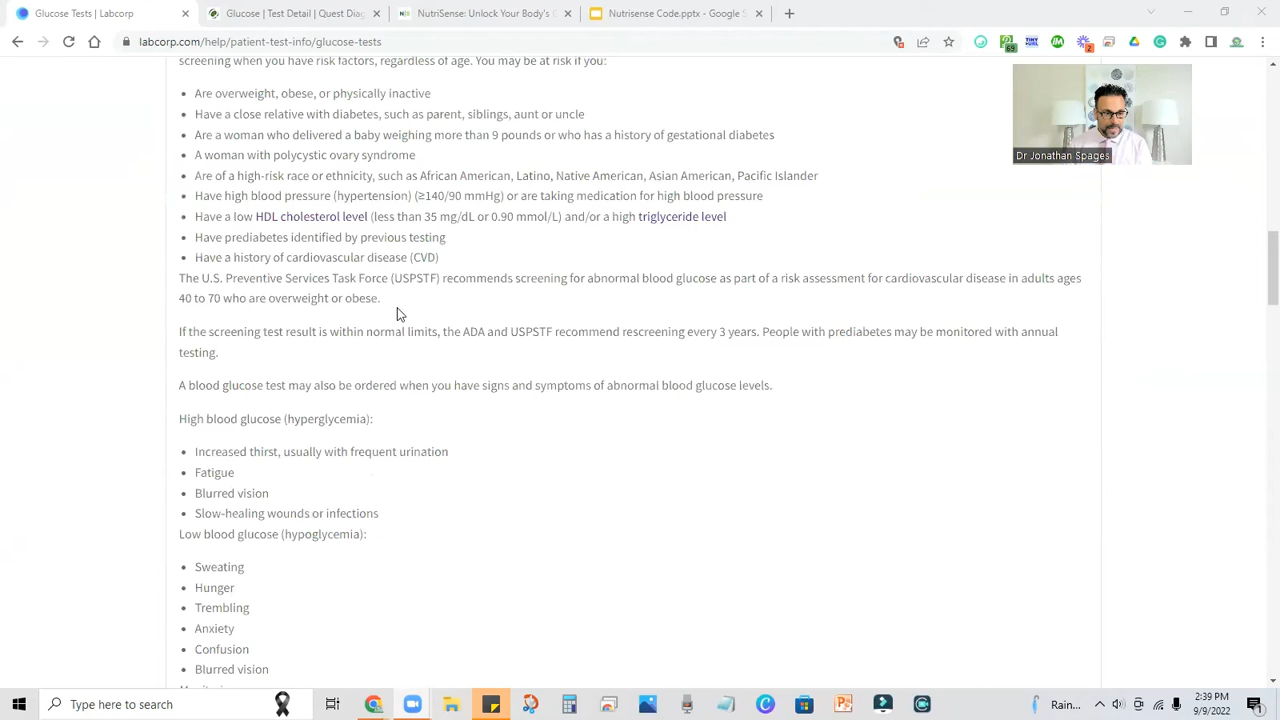 Glucose Tests | Labcorp
Glucose | Test Detail | Quest Diag
NutriSense: Unlock Your Body's
Nutrisense Code.pptx - Google S
labcorp.com/help/patient-test-info/glucose-tests
69
2
screening when you have risk factors, regardless of age. You may be at risk if you:
• Are overweight, obese, or physically inactive
• Have a close relative with diabetes, such as parent, siblings, aunt or uncle
• Are a woman who delivered a baby weighing more than 9 pounds or who has a history of gestational diabetes
• A woman with polycystic ovary syndrome
• Are of a high-risk race or ethnicity, such as African American, Latino, Native American, Asian American, Pacific Islander
• Have high blood pressure (hypertension) (≥140/90 mmHg) or are taking medication for high blood pressure
• Have a low HDL cholesterol level (less than 35 mg/dL or 0.90 mmol/L) and/or a high triglyceride level
• Have prediabetes identified by previous testing
• Have a history of cardiovascular disease (CVD)
Dr Jonathan Spages
The U.S. Preventive Services Task Force (USPSTF) recommends screening for abnormal blood glucose as part of a risk assessment for cardiovascular disease in adults ages
40 to 70 who are overweight or obese.
If the screening test result is within normal limits, the ADA and USPSTF recommend rescreening every 3 years. People with prediabetes may be monitored with annual
testing.
A blood glucose test may also be ordered when you have signs and symptoms of abnormal blood glucose levels.
High blood glucose (hyperglycemia):
• Increased thirst, usually with frequent urination
• Fatigue
• Blurred vision
• Slow-healing wounds or infections
Low blood glucose (hypoglycemia):
• Sweating
• Hunger
• Trembling
• Anxiety
• Confusion
• Blurred vision
Type here to search
Rain...
2:39 PM
9/9/2022
1